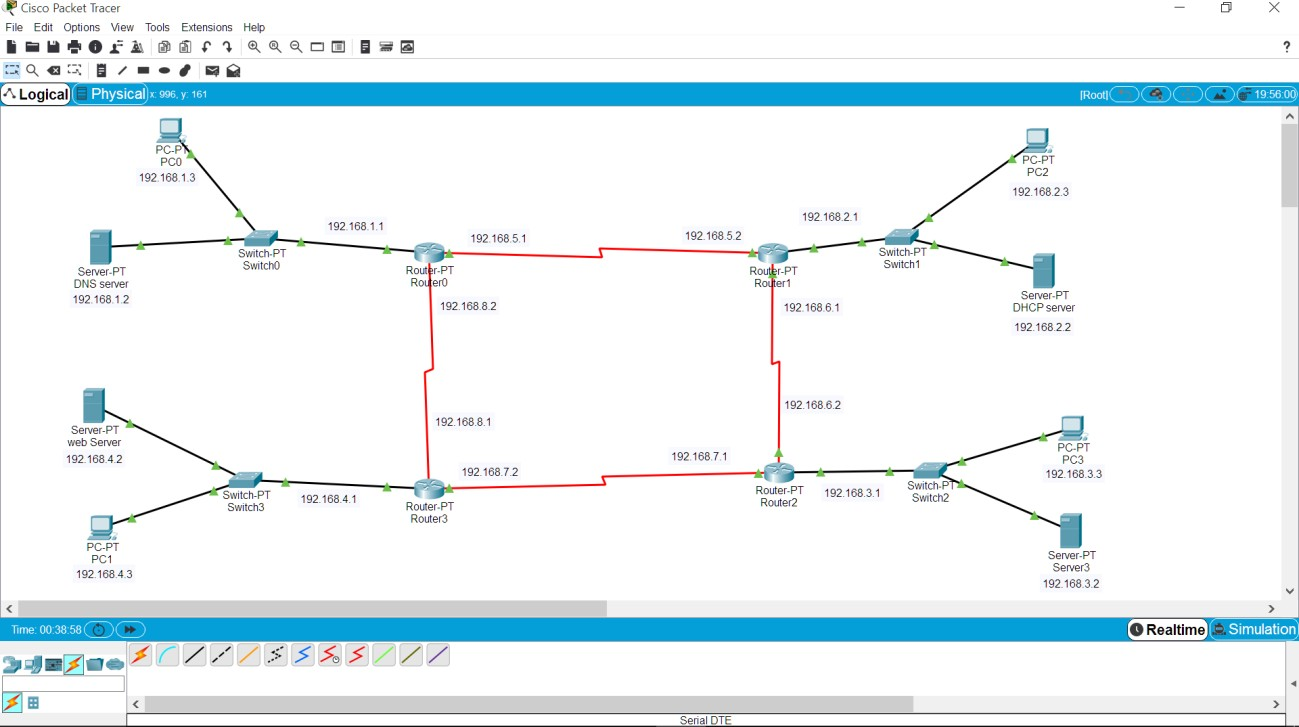 Cisco Packet Tracer
File Edit Options View Tools Extensions Help
?
Logical Physical x: 996, y: 161 [Root] 19:56:00
PC-PT
PC0
192.168.1.3
PC-PT
PC2
192.168.2.3
Server-PT
DNS server
192.168.1.2
Switch-PT
Switch0
192.168.1.1
Router-PT
Router0
192.168.5.1
192.168.8.2
192.168.5.2
Router-PT
Router1
192.168.6.1
192.168.2.1
Switch-PT
Switch1
Server-PT
DHCP server
192.168.2.2
Server-PT
web Server
192.168.4.2
Switch-PT
Switch3
192.168.4.1
PC-PT
PC1
192.168.4.3
192.168.8.1
Router-PT
Router3
192.168.7.2
192.168.7.1
192.168.6.2
Router-PT
Router2
192.168.3.1
Switch-PT
Switch2
PC-PT
PC3
192.168.3.3
Server-PT
Server3
192.168.3.2
Time: 00:38:58 Realtime Simulation
Serial DTE